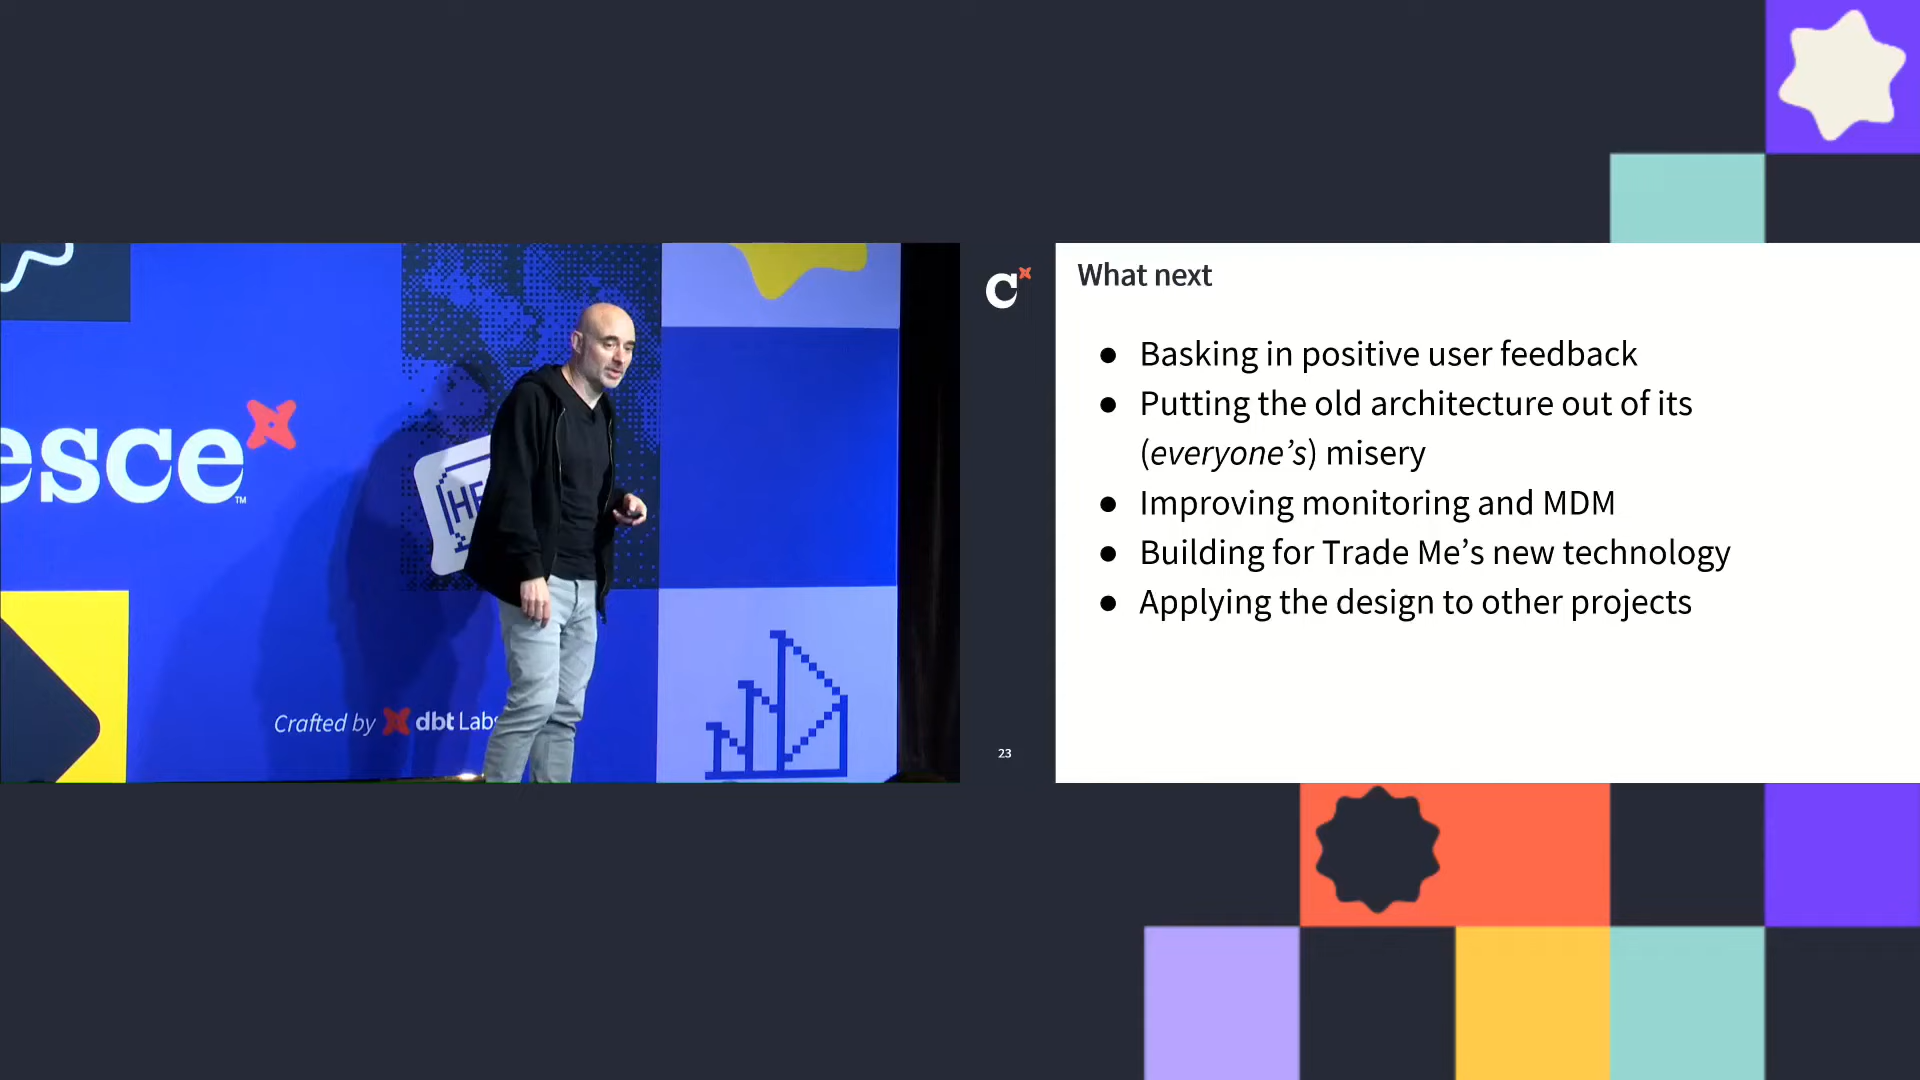 esce
TM
HE
Crafted by dbt Labs
C
23
What next
● Basking in positive user feedback
● Putting the old architecture out of its
(everyone’s) misery
● Improving monitoring and MDM
● Building for Trade Me’s new technology
● Applying the design to other projects